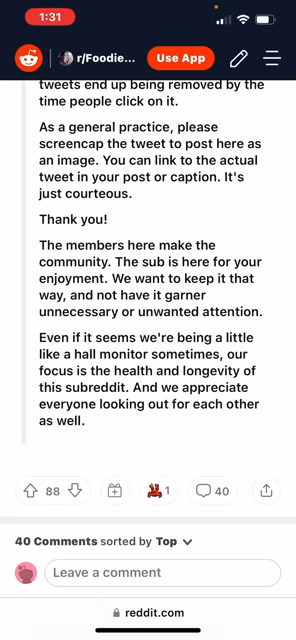 1:31
r/Foodie... Use App
tweets end up being removed by the
time people click on it.
As a general practice, please
screencap the tweet to post here as
an image. You can link to the actual
tweet in your post or caption. It's
just courteous.
Thank you!
The members here make the
community. The sub is here for your
enjoyment. We want to keep it that
way, and not have it garner
unnecessary or unwanted attention.
Even if it seems we're being a little
like a hall monitor sometimes, our
focus is the health and longevity of
this subreddit. And we appreciate
everyone looking out for each other
as well.
88 1 40
40 Comments sorted by Top
Leave a comment
reddit.com